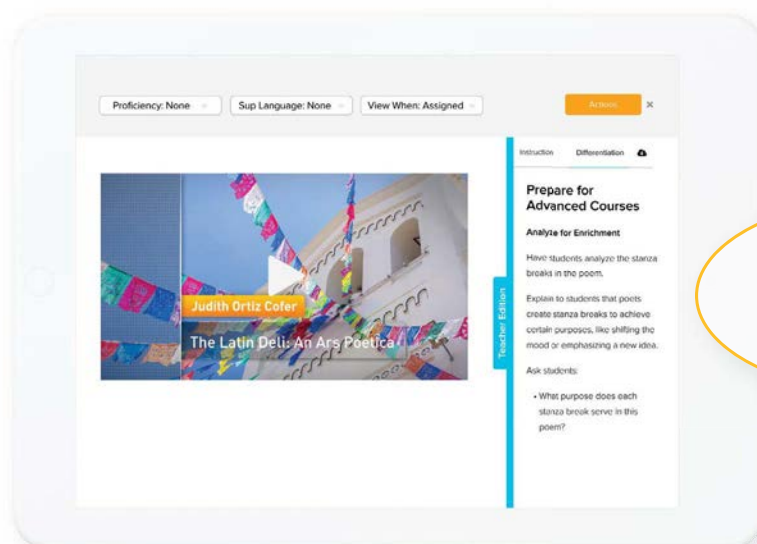 Proficiency: None
Sup Language: None
View When: Assigned
Actions
×
Judith Ortiz Cofer
The Latin Deli: An Ars Poetica
Teacher Edition
Instruction
Differentiation
Prepare for
Advanced Courses
Analyze for Enrichment
Have students analyze the stanza
breaks in the poem.
Explain to students that poets
create stanza breaks to achieve
certain purposes, like shifting the
mood or emphasizing a new idea.
Ask students:
• What purpose does each
stanza break serve in this
poem?